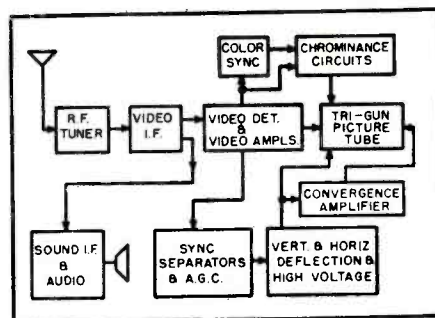 COLOR
SYNC
CHROMINANCE
CIRCUITS
R.F.
TUNER
VIDEO
I.F.
VIDEO DET.
&
VIDEO AMPLS.
TRI-GUN
PICTURE
TUBE
CONVERGENCE
AMPLIFIER
SOUND I.F.
&
AUDIO
SYNC
SEPARATORS
& A.G.C.
VERT. & HORIZ
DEFLECTION &
HIGH VOLTAGE